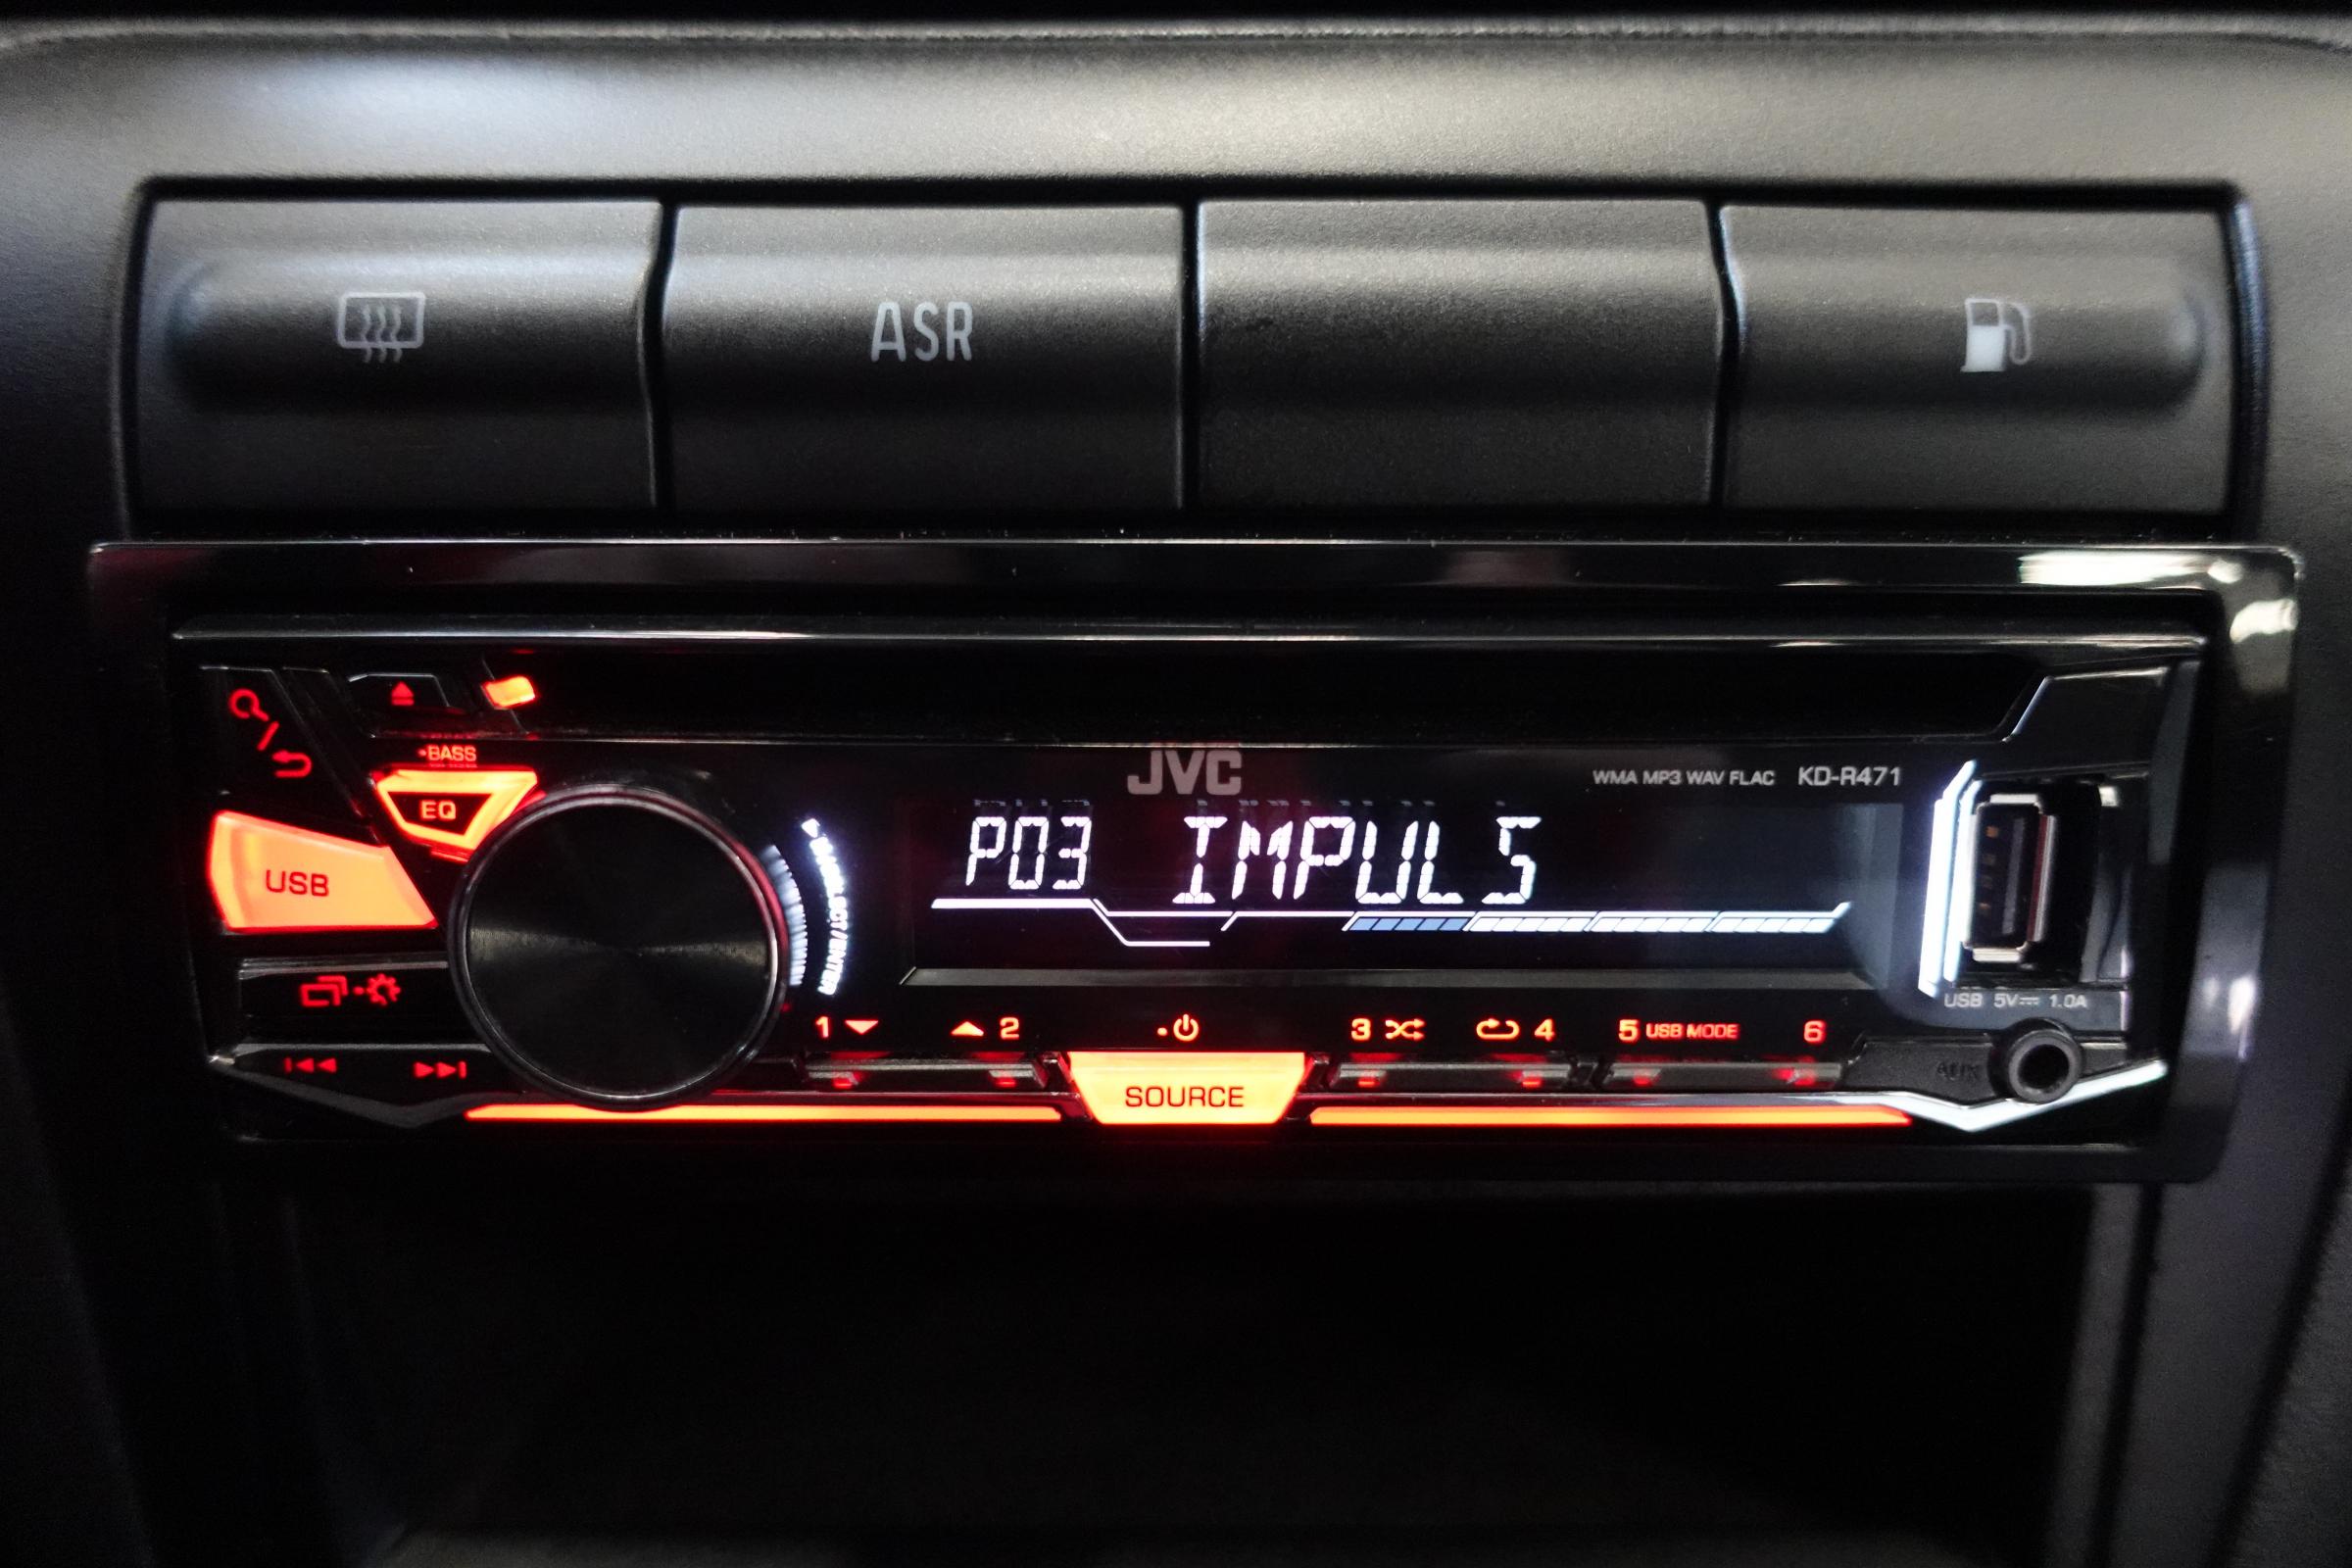 ASR
BASS
EQ
USB
JVC
WMA MP3 WAV FLAC KD-R471
P03 IMPULS
USB 5V⎓ 1.0A
1 2 3 4 5 USB MODE 6
SOURCE
AUX